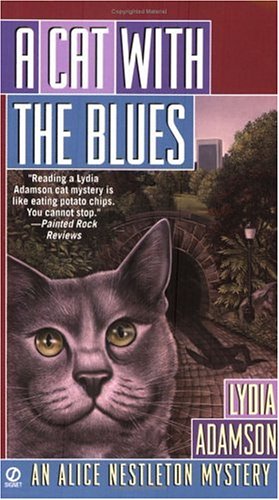 A CAT WITH
THE BLUES
"Reading a Lydia
Adamson cat mystery is
like eating potato chips.
You cannot stop."
—Painted Rock
Reviews
LYDIA
ADAMSON
SIGNET
AN ALICE NESTLETON MYSTERY